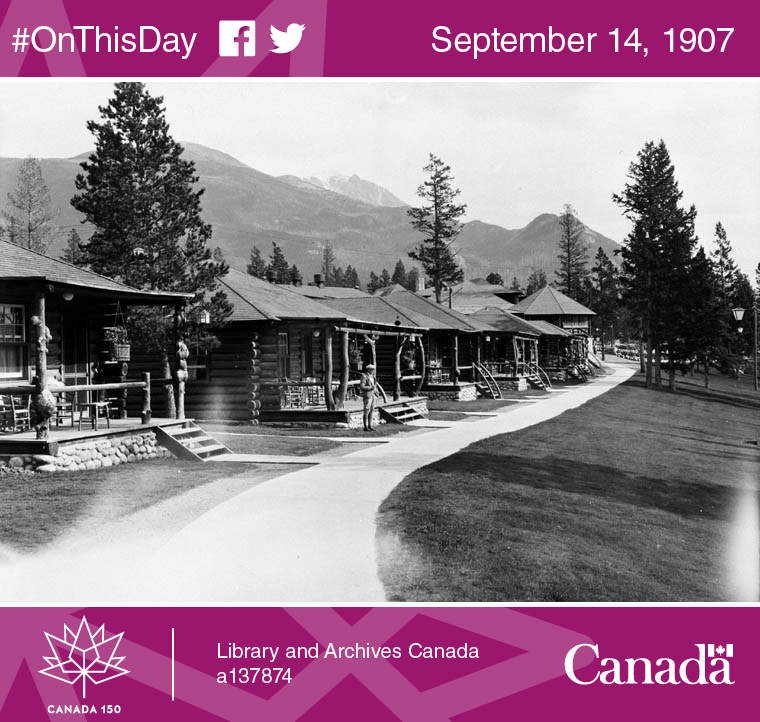 #OnThisDay
September 14, 1907
Library and Archives Canada
a137874
CANADA 150
Canada